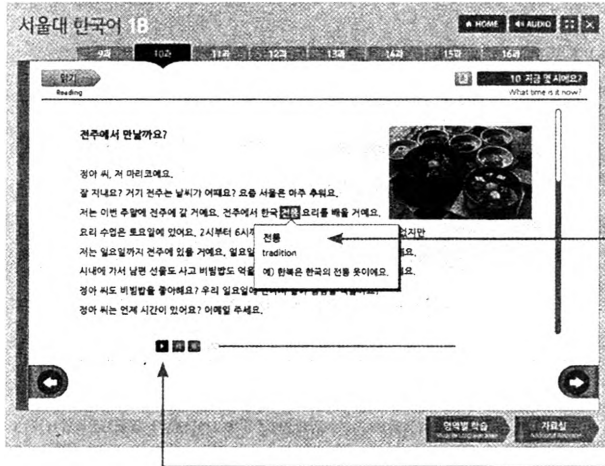 서울대 한국어 1B
HOME AUDIO
9과 10과 11과 12과 13과 14과 15과 16과
읽기
Reading
10 지금 몇 시예요?
What time is it now?
전주에서 만날까요?
정아 씨, 저 마리코예요.
잘 지내요? 거기 전주는 날씨가 어때요? 요즘 서울은 아주 추워요.
저는 이번 주말에 전주에 갈 거예요. 전주에서 한국 전통 요리를 배울 거예요.
요리 수업은 토요일에 있어요. 2시부터 6시까
저는 일요일까지 전주에 있을 거예요. 일요일
시내에 가서 남편 선물도 사고 비빔밥도 먹을
정아 씨도 비빔밥을 좋아해요? 우리 일요일에
정아 씨는 언제 시간이 있어요? 이메일 주세요.
전통
tradition
예) 한복은 한국의 전통 옷이에요.
영역별 학습
자료실